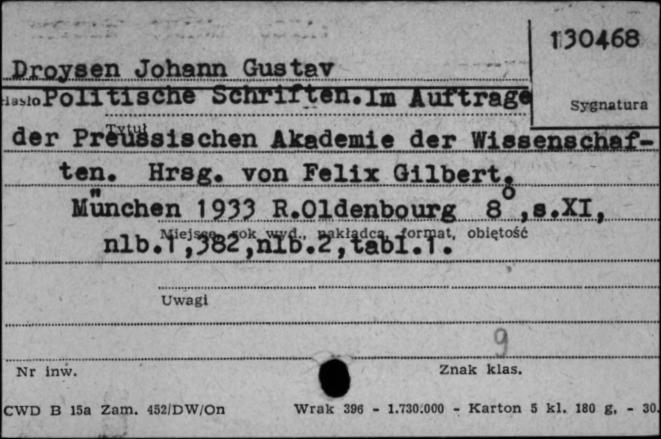 130468
Droysen Johann Gustav
Hasło Politische Schriften.Im Auftrage
Sygnatura
Tytuł
der Preussischen Akademie der Wissenschaf-
ten. Hrsg. von Felix Gilbert.
München 1933 R.Oldenbourg 8°,s.XI,
Miejsce, rok wyd., nakładca, format, objętość
nlb.1,382,nlb.2,tabl.1.
Uwagi
9
Nr inw.
Znak klas.
CWD B 15a Zam. 452/DW/On Wrak 396 - 1.730.000 - Karton 5 kl. 180 g. - 30.